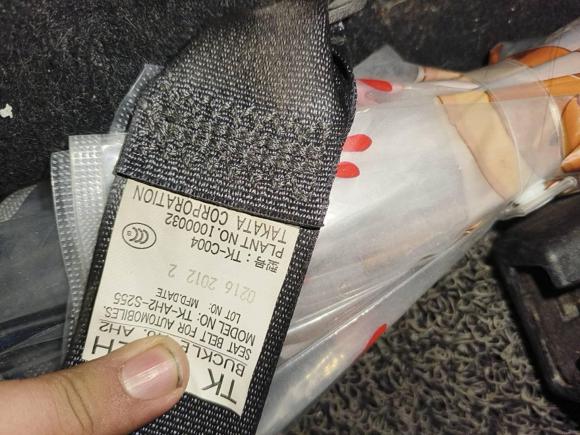 TK
BUCKLE AH2
SEAT BELT FOR AUTOMOBILES.
MODEL NO: TK-AH2-S255
LOT NO: MFD.DATE
0216 2012 2
型号：TK-C004
PLANT NO.1000032
TAKATA CORPORATION
CCC